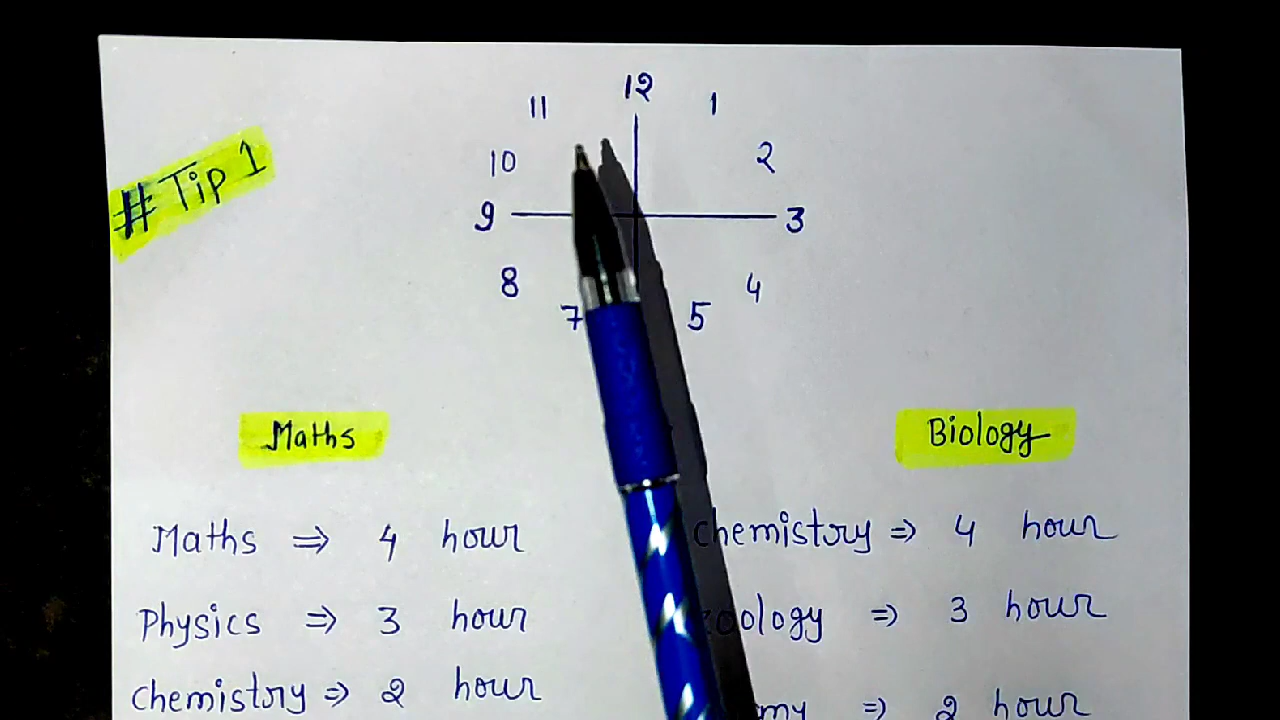 12
11 1
#Tip 1
10 2
9 3
8 4
7 5
Maths Biology
Maths ⇒ 4 hour
Chemistry ⇒ 4 hour
Physics ⇒ 3 hour
Zoology ⇒ 3 hour
Chemistry ⇒ 2 hour
⇒ 2 hour